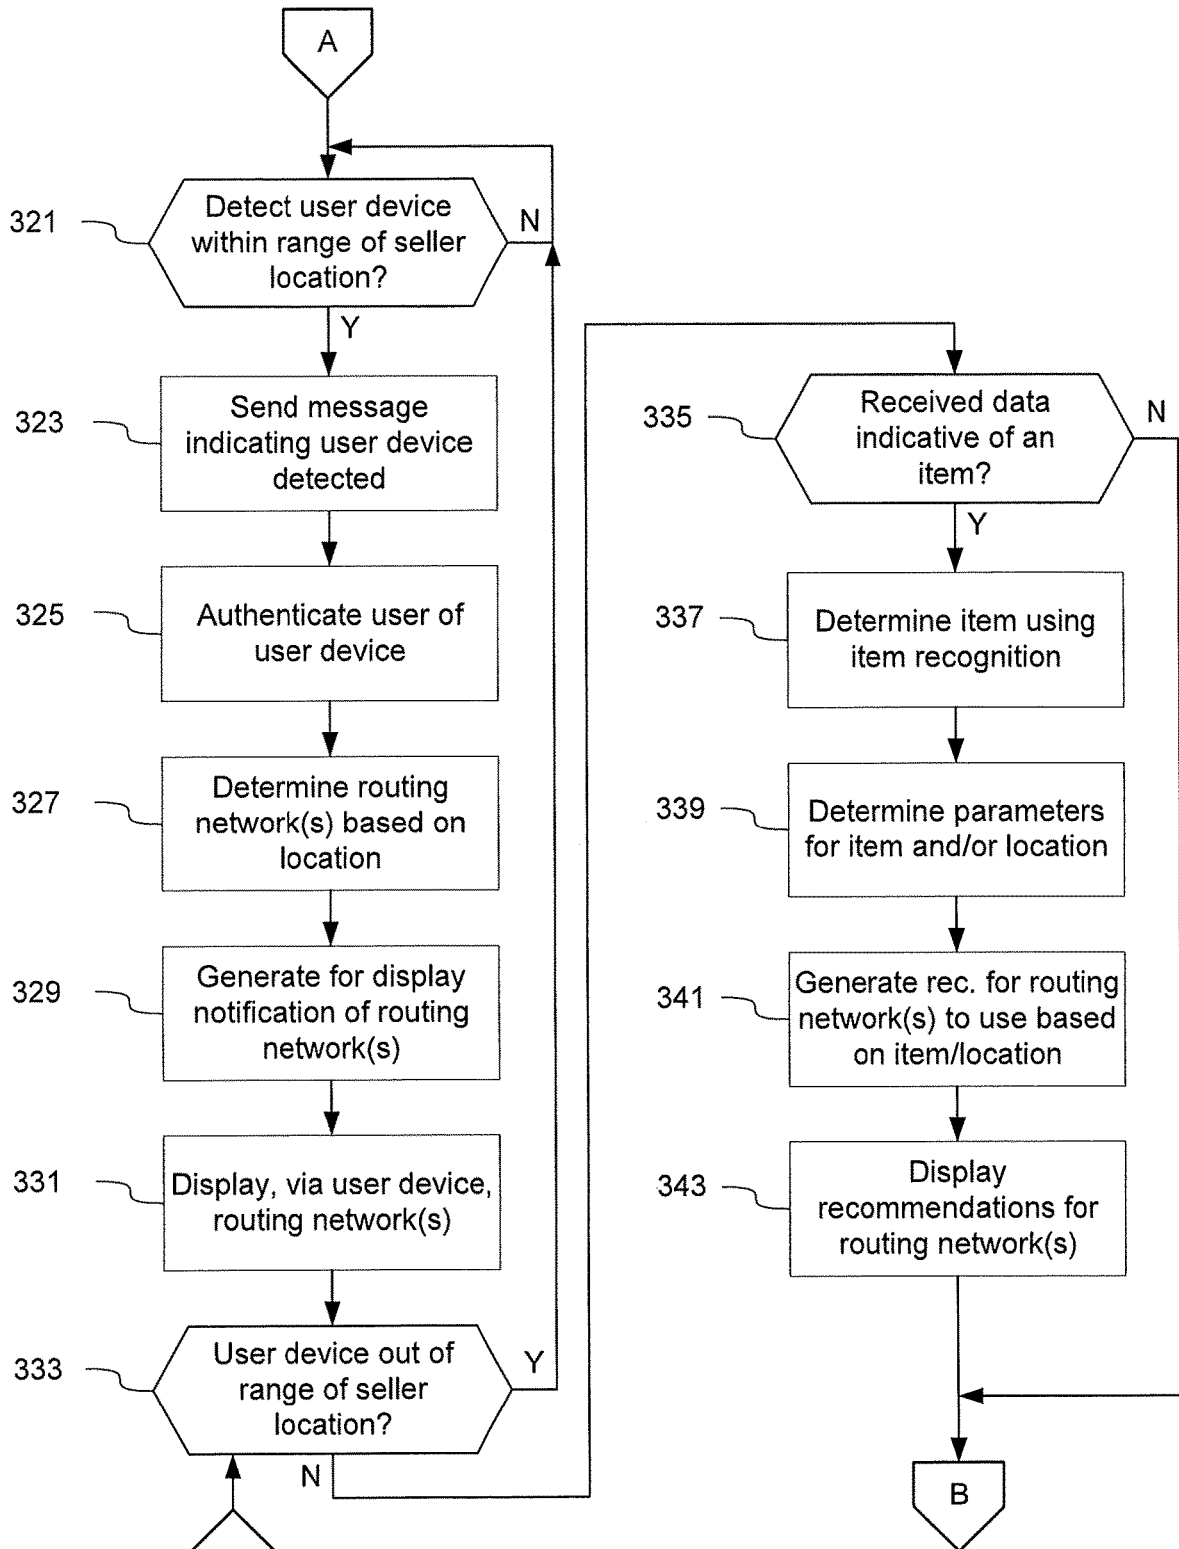 A
321
Detect user device
within range of seller
location?
N
Y
323
Send message
indicating user device
detected
325
Authenticate user of
user device
327
Determine routing
network(s) based on
location
329
Generate for display
notification of routing
network(s)
331
Display, via user device,
routing network(s)
333
User device out of
range of seller
location?
Y
N
335
Received data
indicative of an
item?
N
Y
337
Determine item using
item recognition
339
Determine parameters
for item and/or location
341
Generate rec. for routing
network(s) to use based
on item/location
343
Display
recommendations for
routing network(s)
B